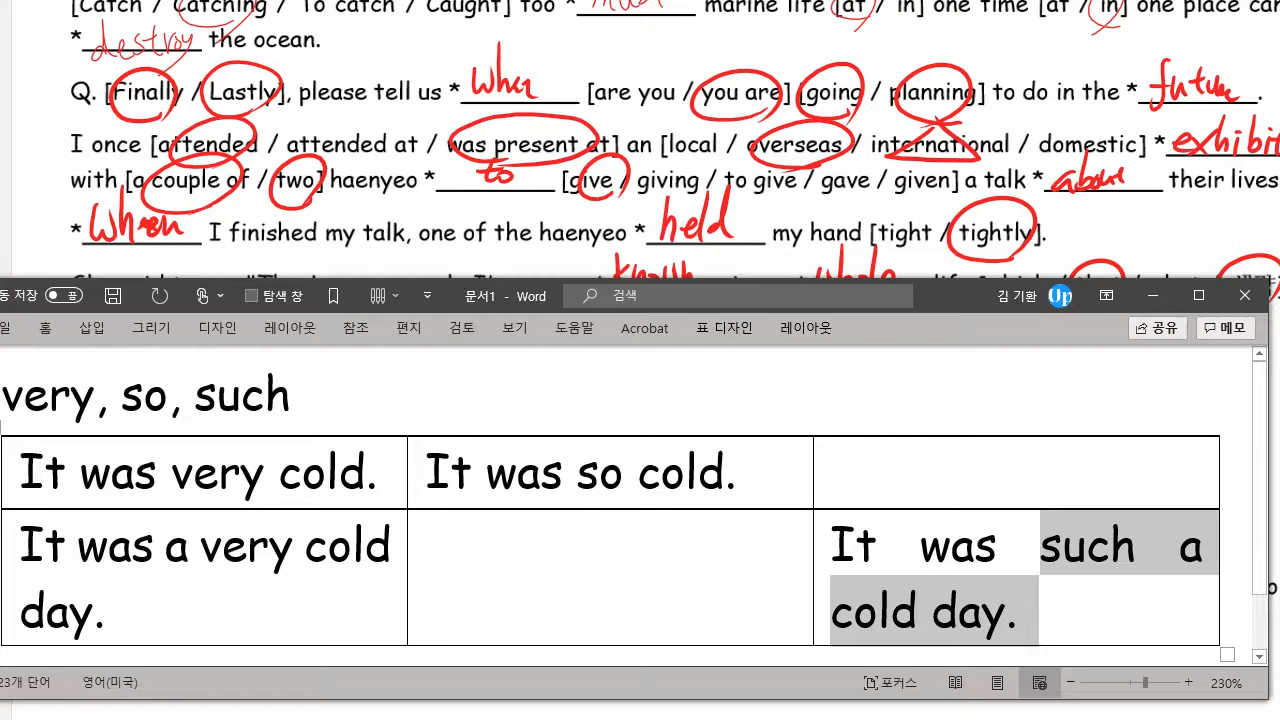 [Catch / Catching / To catch / Caught] too * marine life [at / in] one time [at / in] one place can
*destroy the ocean.
Q. [Finally / Lastly], please tell us * [are you / you are] [going / planning] to do in the *future.
I once [attended / attended at / was present at] an [local / overseas / international / domestic] *exhibit
with [a couple of / two] haenyeo *to [give / giving / to give / gave / given] a talk *about their lives
*When I finished my talk, one of the haenyeo *held my hand [tight / tightly].
동 저장 탐색 창 문서1 - Word 검색 김 기환 Up
일 홈 삽입 그리기 디자인 레이아웃 참조 편지 검토 보기 도움말 Acrobat 표 디자인 레이아웃 공유 메모
very, so, such
It was very cold. It was so cold.
It was a very cold day. It was such a cold day.
23개 단어 영어(미국) 포커스 230%